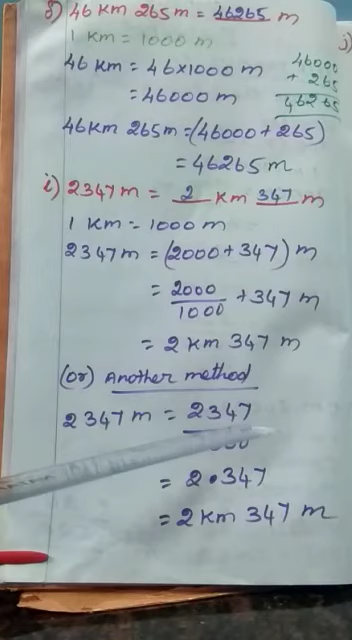 8) 46 km 265 m = 46265 m
1 km = 1000 m
46 km = 46×1000 m
= 46000 m
46000
+ 265
46265
46 km 265 m = (46000 + 265)
= 46265 m
i) 2347 m = 2 km 347 m
1 km = 1000 m
2347 m = (2000 + 347) m
= 2000/1000 + 347 m
= 2 km 347 m
(or) Another method
2347 m = 2347
= 2.347
= 2 km 347 m
j)